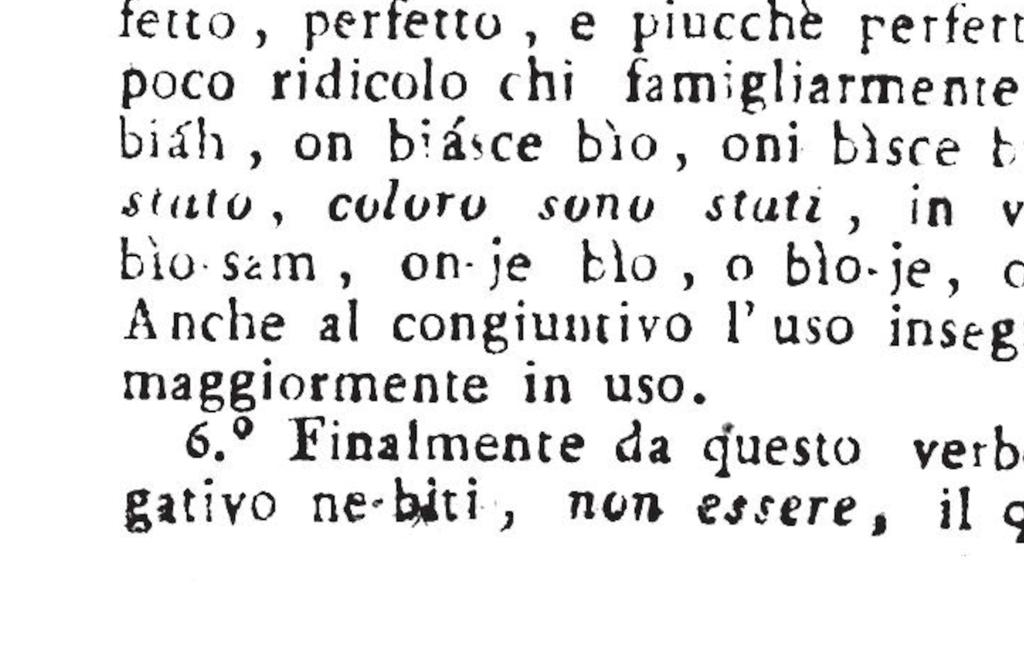 fetto, perfetto, e piucchè perfett
poco ridicolo chi famigliarmente
biáh, on biásce bìo, oni bìsce b
stato, coloro sono stati, in v
bìo-sam, on-je blo, o blo-je, o
Anche al congiuntivo l'uso inseg
maggiormente in uso.
6.º Finalmente da questo verb
gativo ne-biti, non essere, il q